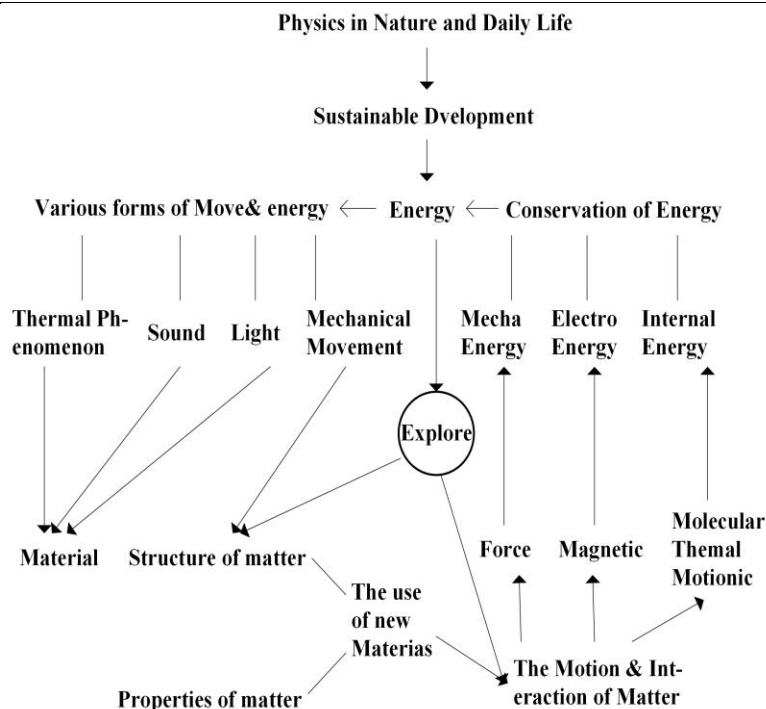 Physics in Nature and Daily Life
Sustainable Dvelopment
Various forms of Move& energy
Energy
Conservation of Energy
Thermal Ph-
enomenon
Sound
Light
Mechanical
Movement
Mecha
Energy
Electro
Energy
Internal
Energy
Explore
Material
Structure of matter
Force
Magnetic
Molecular
Themal
Motionic
The use
of new
Materias
Properties of matter
The Motion & Int-
eraction of Matter